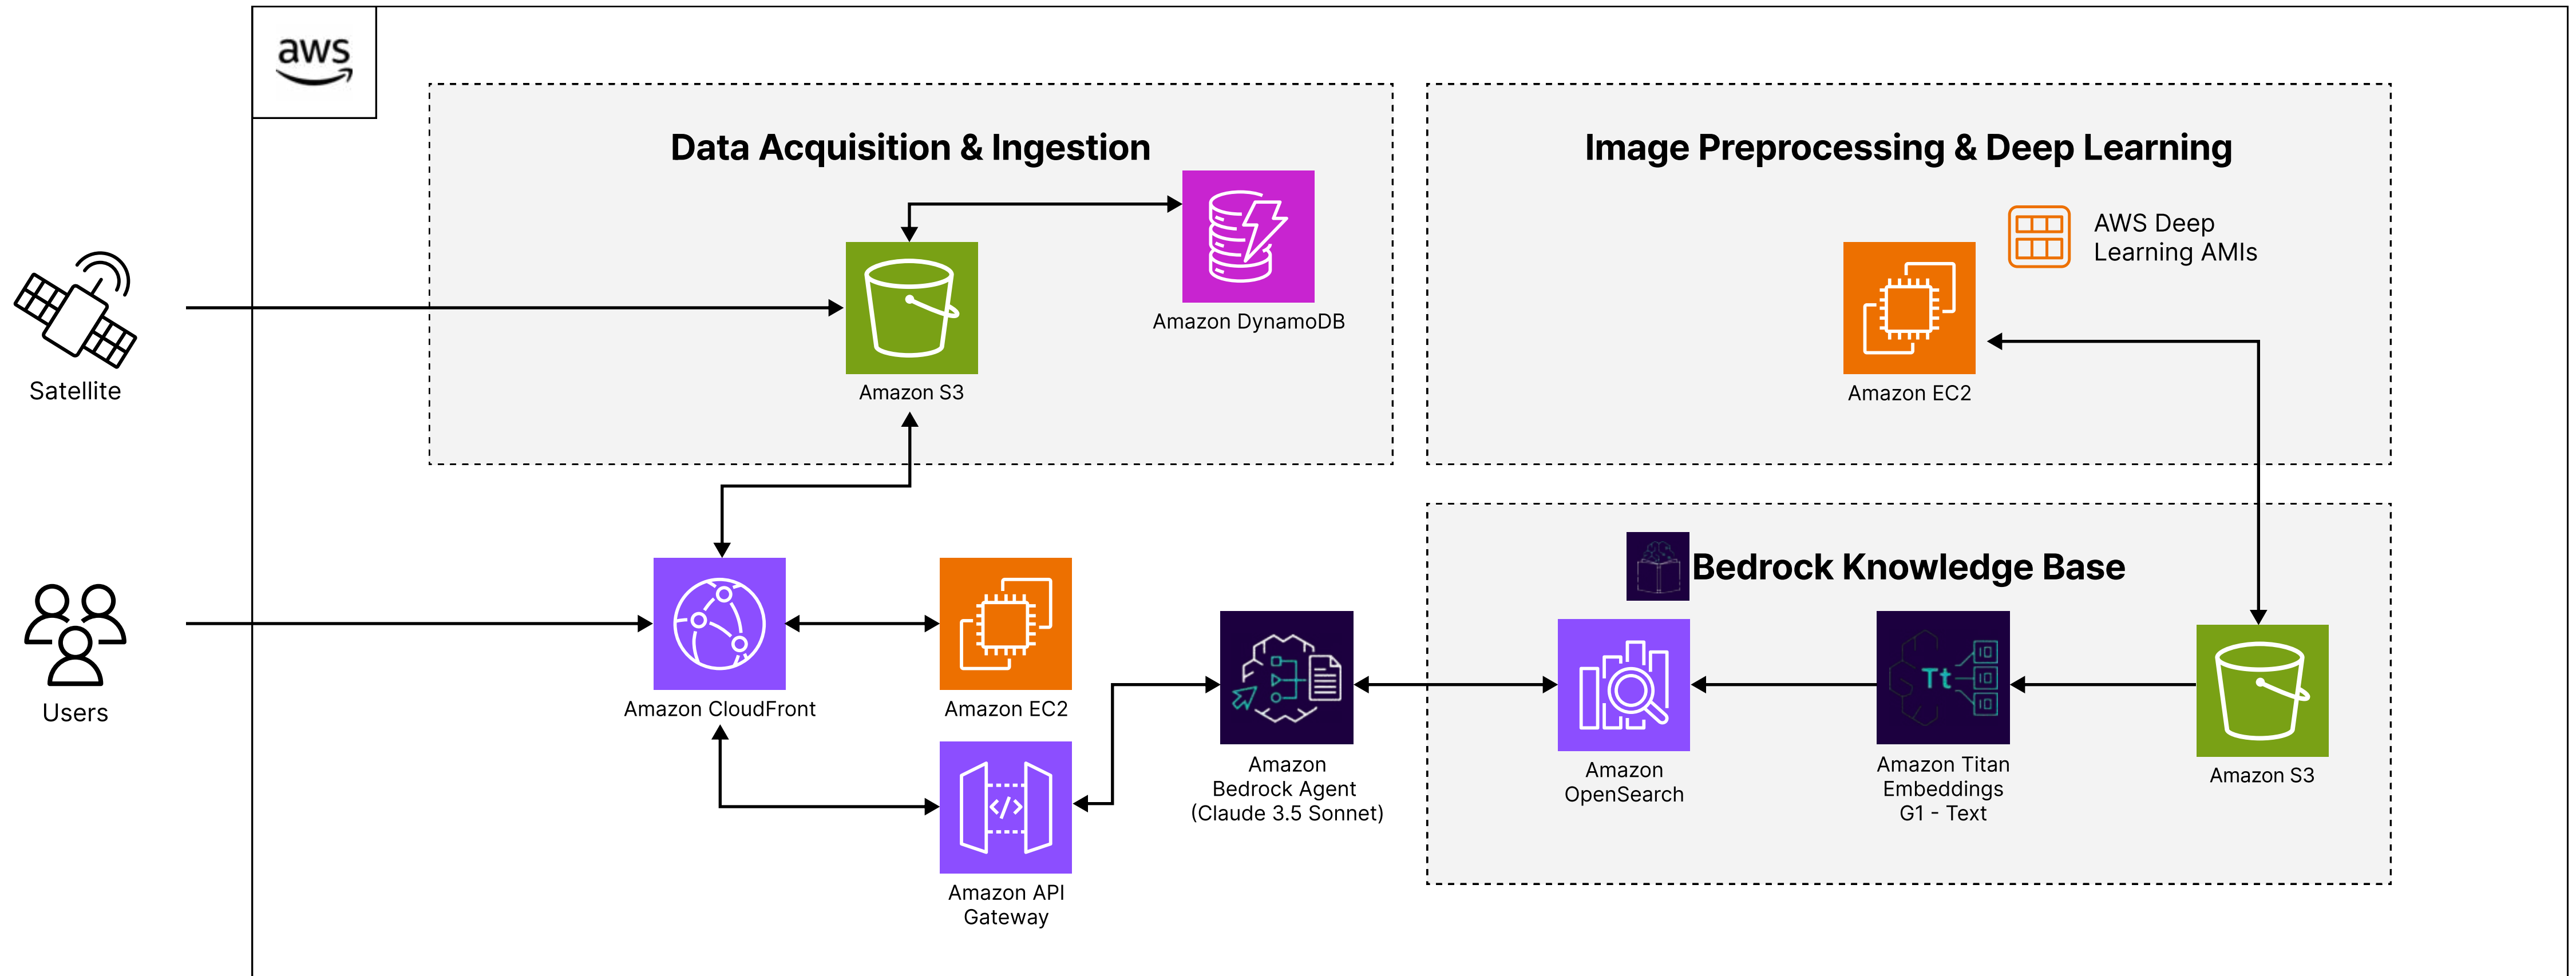 aws
Data Acquisition & Ingestion
Image Preprocessing & Deep Learning
AWS Deep
Learning AMIs
Amazon DynamoDB
Satellite
Amazon S3
Amazon EC2
Bedrock Knowledge Base
Tt
Users
Amazon CloudFront
Amazon EC2
</>
Amazon
Bedrock Agent
(Claude 3.5 Sonnet)
Amazon
OpenSearch
Amazon Titan
Embeddings
G1 - Text
Amazon S3
Amazon API
Gateway